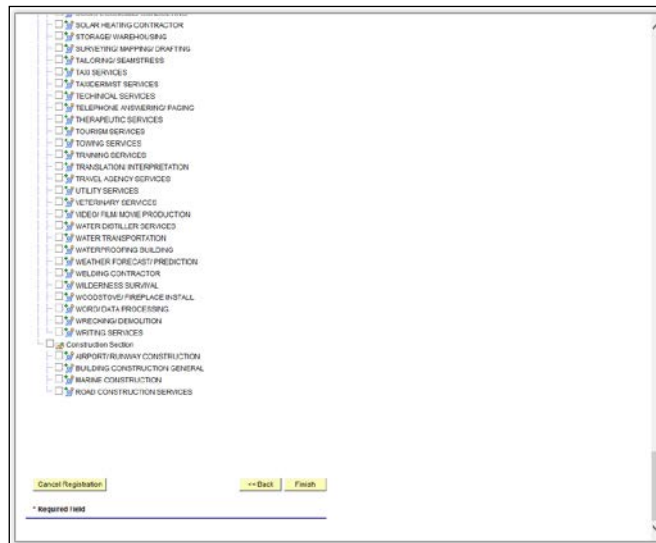 SOLAR HEATING CONTRACTOR
STORAGE/ WAREHOUSING
SURVEYING/ MAPPING/ DRAFTING
TAILORING/ SEAMSTRESS
TAXI SERVICES
TAXIDERMIST SERVICES
TECHINICAL SERVICES
TELEPHONE ANSWERING/ PAGING
THERAPEUTIC SERVICES
TOURISM SERVICES
TOWING SERVICES
TRAINING SERVICES
TRANSLATION/ INTERPRETATION
TRAVEL AGENCY SERVICES
UTILITY SERVICES
VETERINARY SERVICES
VIDEO/ FILM/ MOVIE PRODUCTION
WATER DISTILLER SERVICES
WATER TRANSPORTATION
WATERPROOFING BUILDING
WEATHER FORECAST/ PREDICTION
WELDING CONTRACTOR
WILDERNESS SURVIVAL
WOODSTOVE/ FIREPLACE INSTALL
WORD/ DATA PROCESSING
WRECKING/ DEMOLITION
WRITING SERVICES
Construction Section
AIRPORT/ RUNWAY CONSTRUCTION
BUILDING CONSTRUCTION GENERAL
MARINE CONSTRUCTION
ROAD CONSTRUCTION SERVICES
Cancel Registration << Back Finish
* Required Field